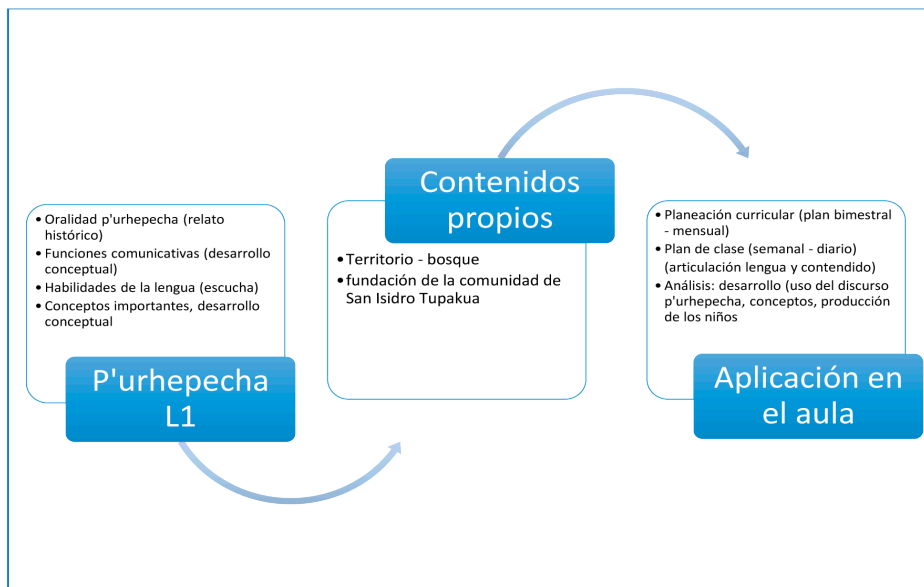 • Oralidad p'urhepecha (relato
histórico)
• Funciones comunicativas (desarrollo
conceptual)
• Habilidades de la lengua (escucha)
• Conceptos importantes, desarrollo
conceptual
P'urhepecha
L1
Contenidos
propios
• Territorio - bosque
• fundación de la comunidad de
San Isidro Tupakua
• Planeación curricular (plan bimestral
- mensual)
• Plan de clase (semanal - diario)
(articulación lengua y contendido)
• Análisis: desarrollo (uso del discurso
p'urhepecha, conceptos, producción
de los niños
Aplicación en
el aula